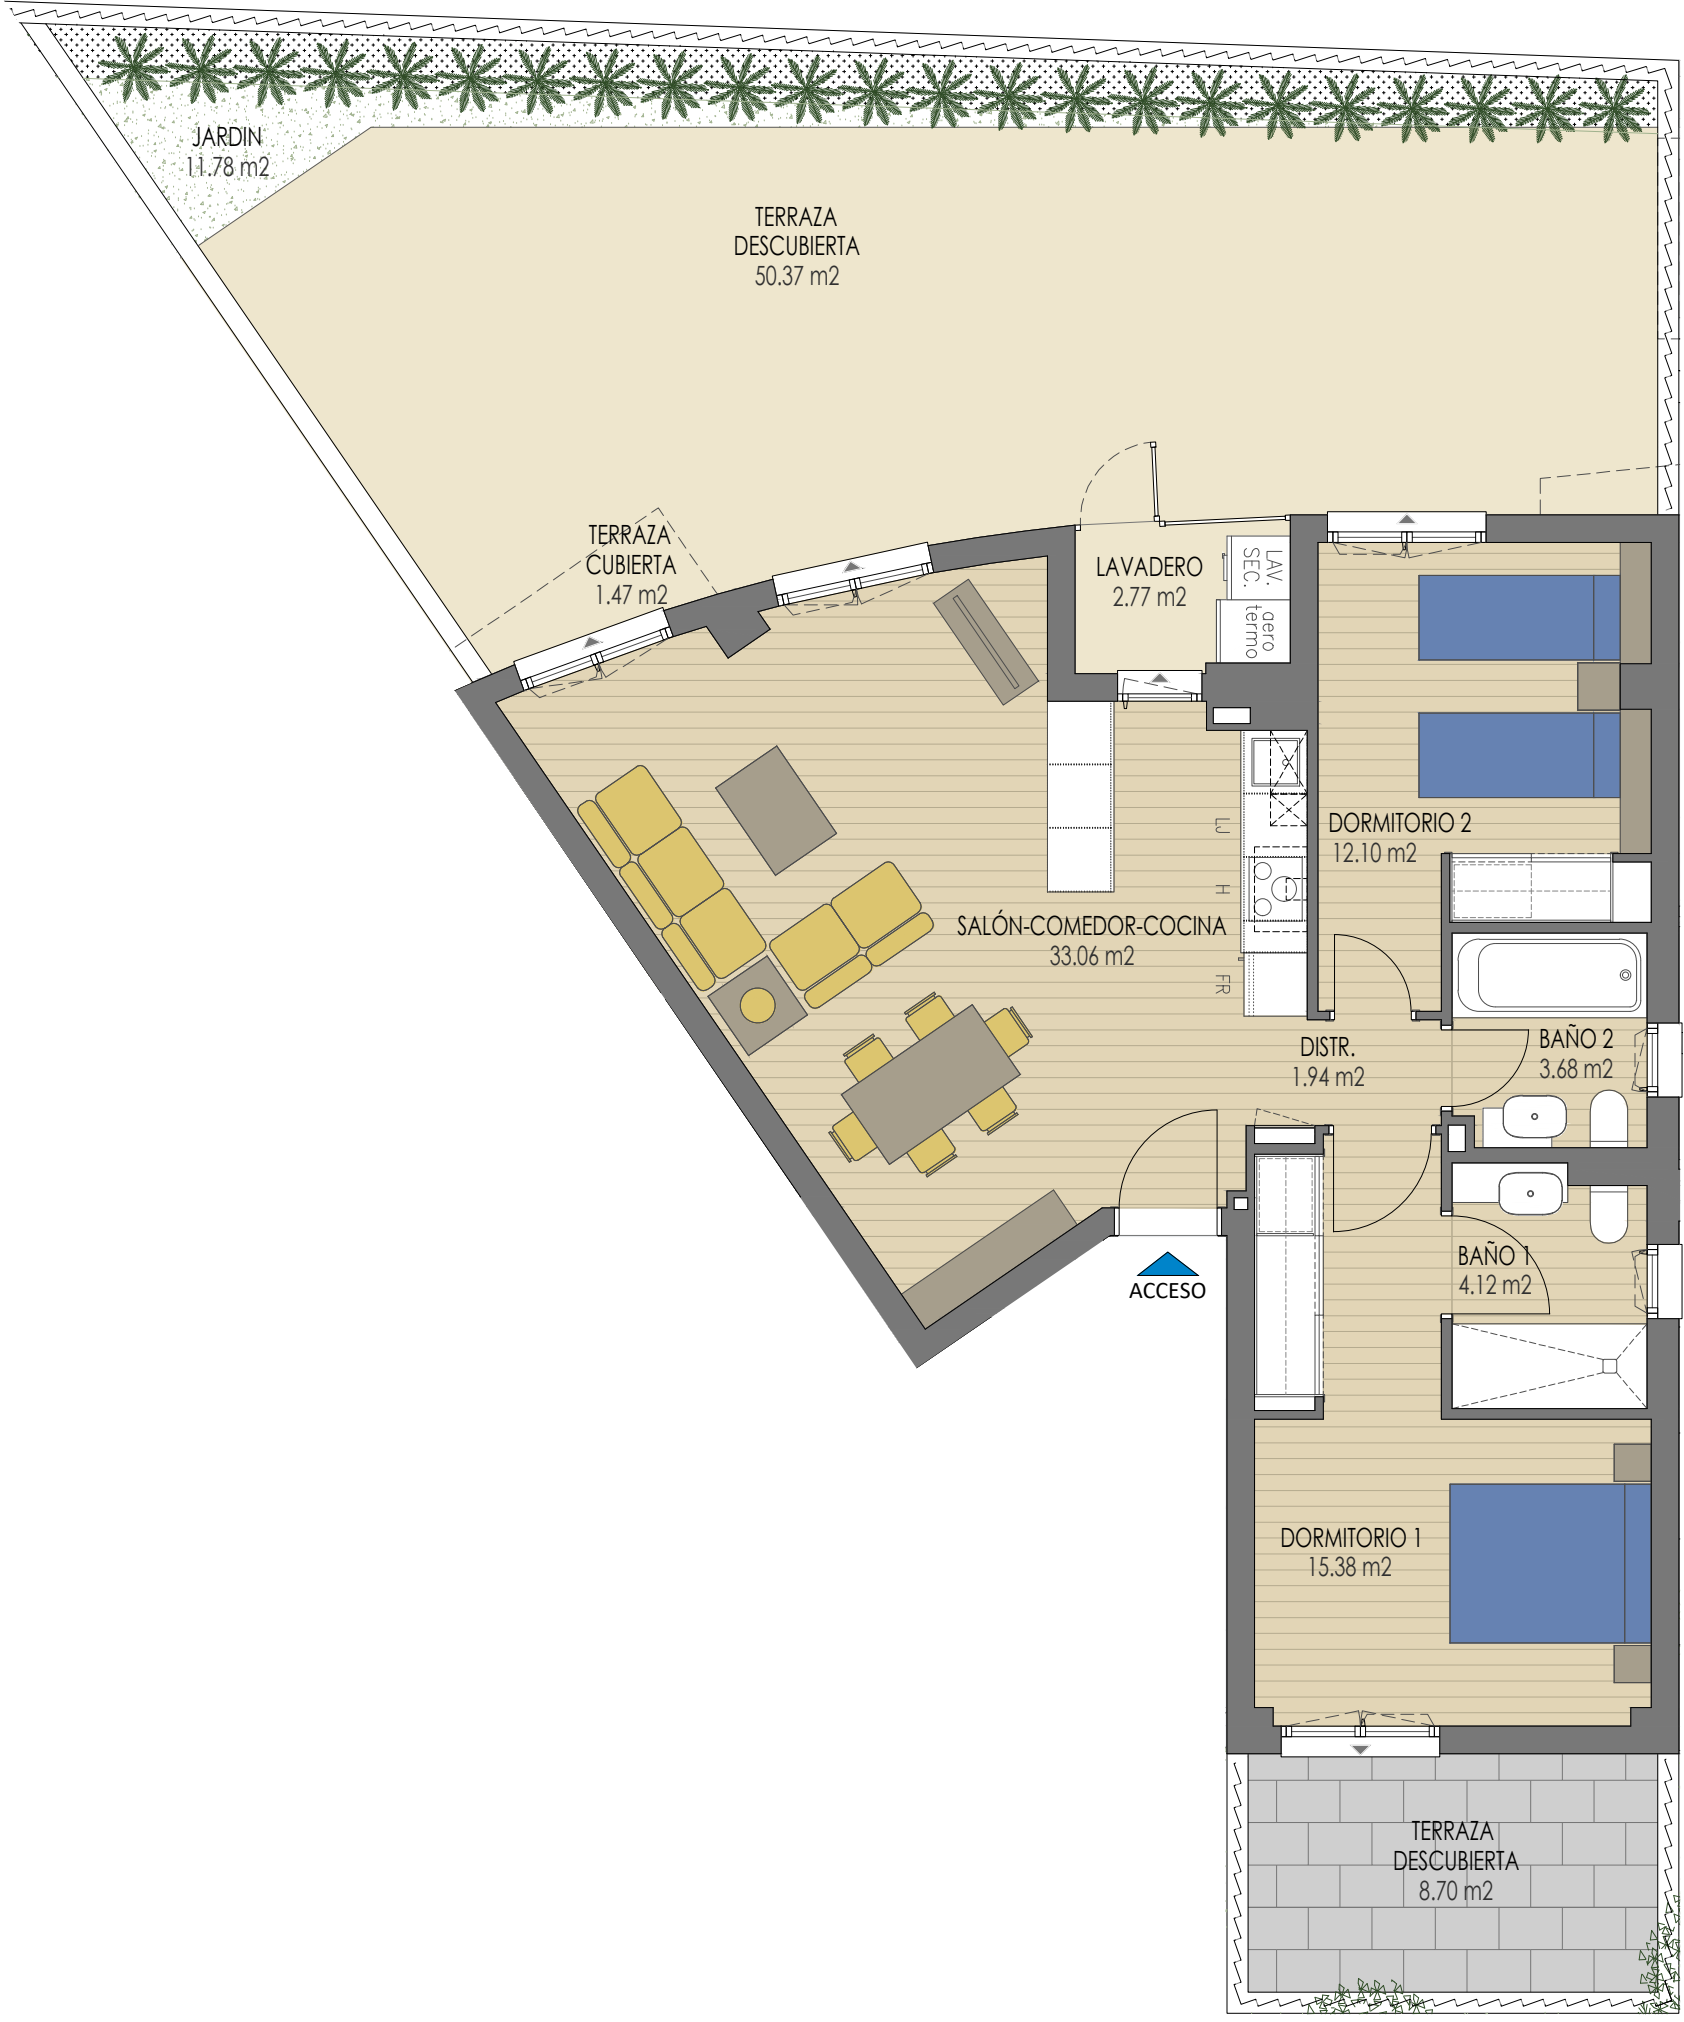 JARDIN
11.78 m2
TERRAZA
DESCUBIERTA
50.37 m2
TERRAZA
CUBIERTA
1.47 m2
LAVADERO
2.77 m2
LAV.
SEC.
aero
termo
DORMITORIO 2
12.10 m2
LJ
H
FR
SALÓN-COMEDOR-COCINA
33.06 m2
DISTR.
1.94 m2
BAÑO 2
3.68 m2
BAÑO 1
4.12 m2
ACCESO
DORMITORIO 1
15.38 m2
TERRAZA
DESCUBIERTA
8.70 m2